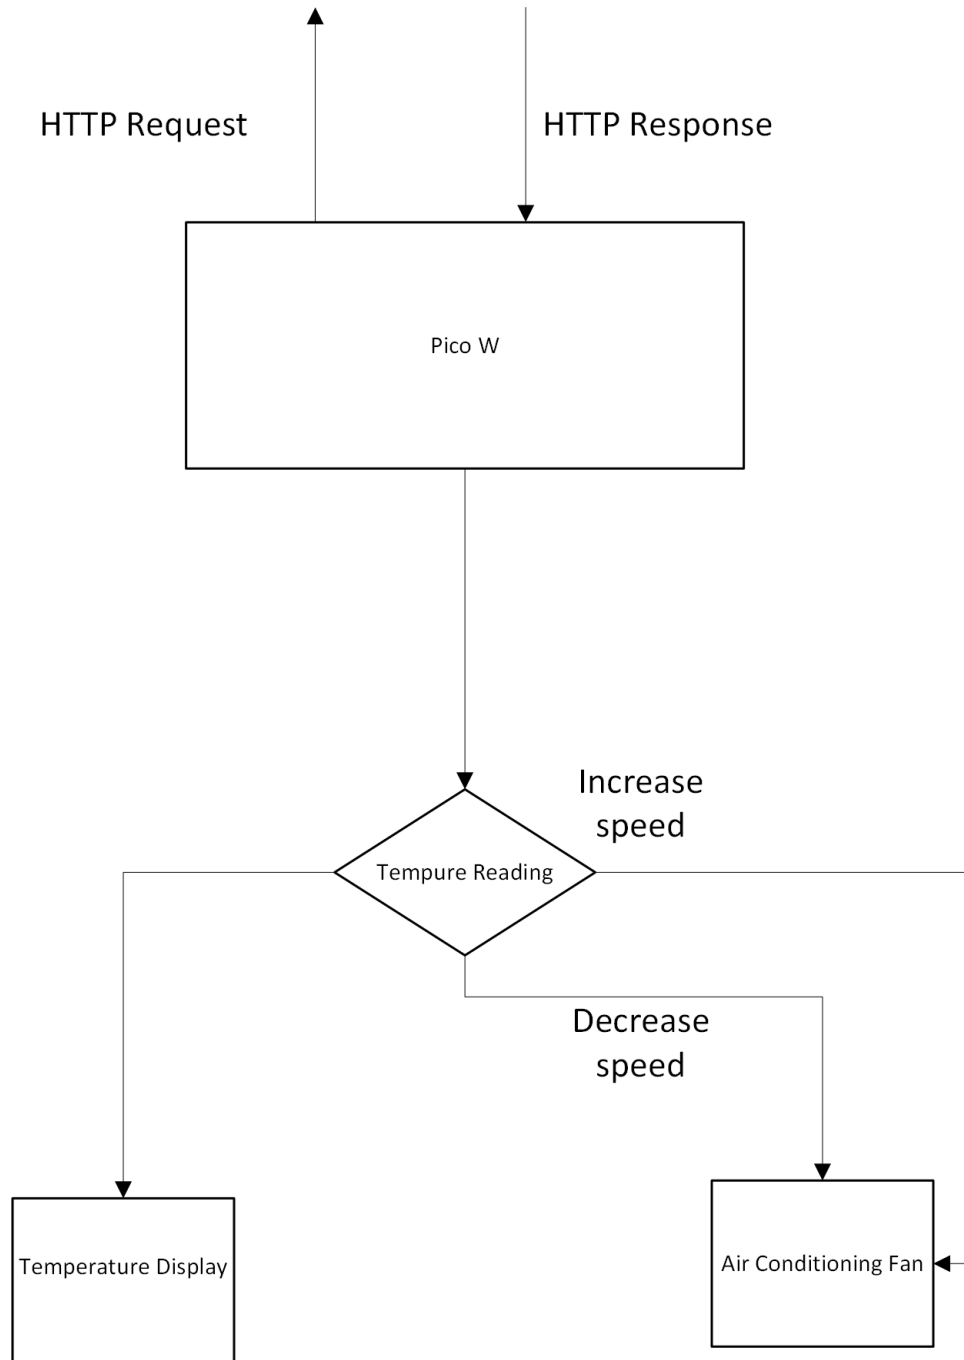 HTTP Request
HTTP Response
Pico W
Increase
speed
Tempure Reading
Decrease
speed
Temperature Display
Air Conditioning Fan